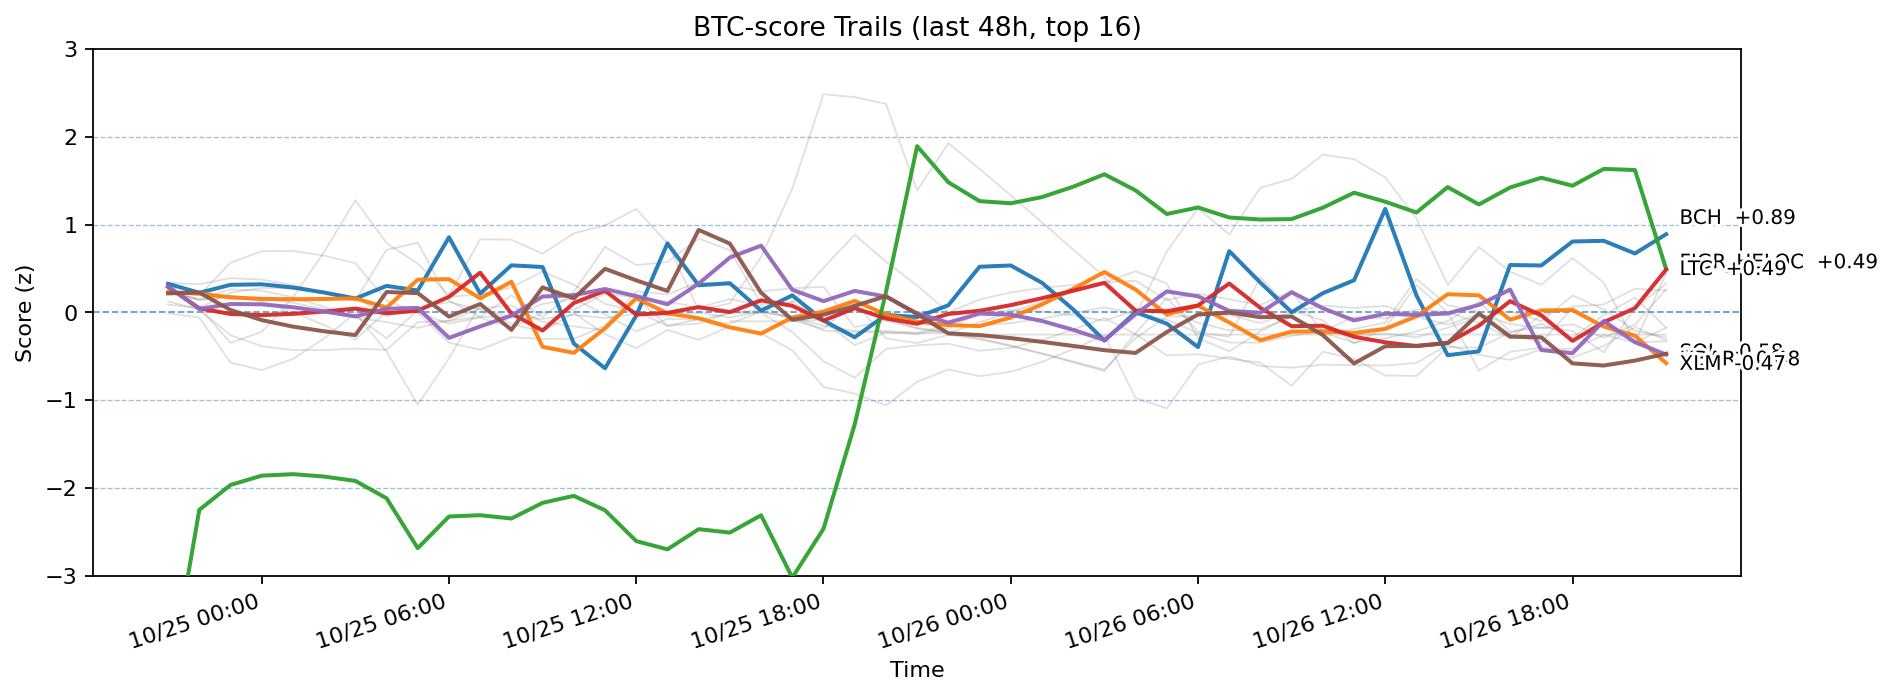 BTC-score Trails (last 48h, top 16)
Score (z)
3
2
1
0
−1
−2
−3
BCH +0.89
+0.49
LTC +0.49
XLM -0.47
10/25 00:00
10/25 06:00
10/25 12:00
10/25 18:00
10/26 00:00
10/26 06:00
10/26 12:00
10/26 18:00
Time